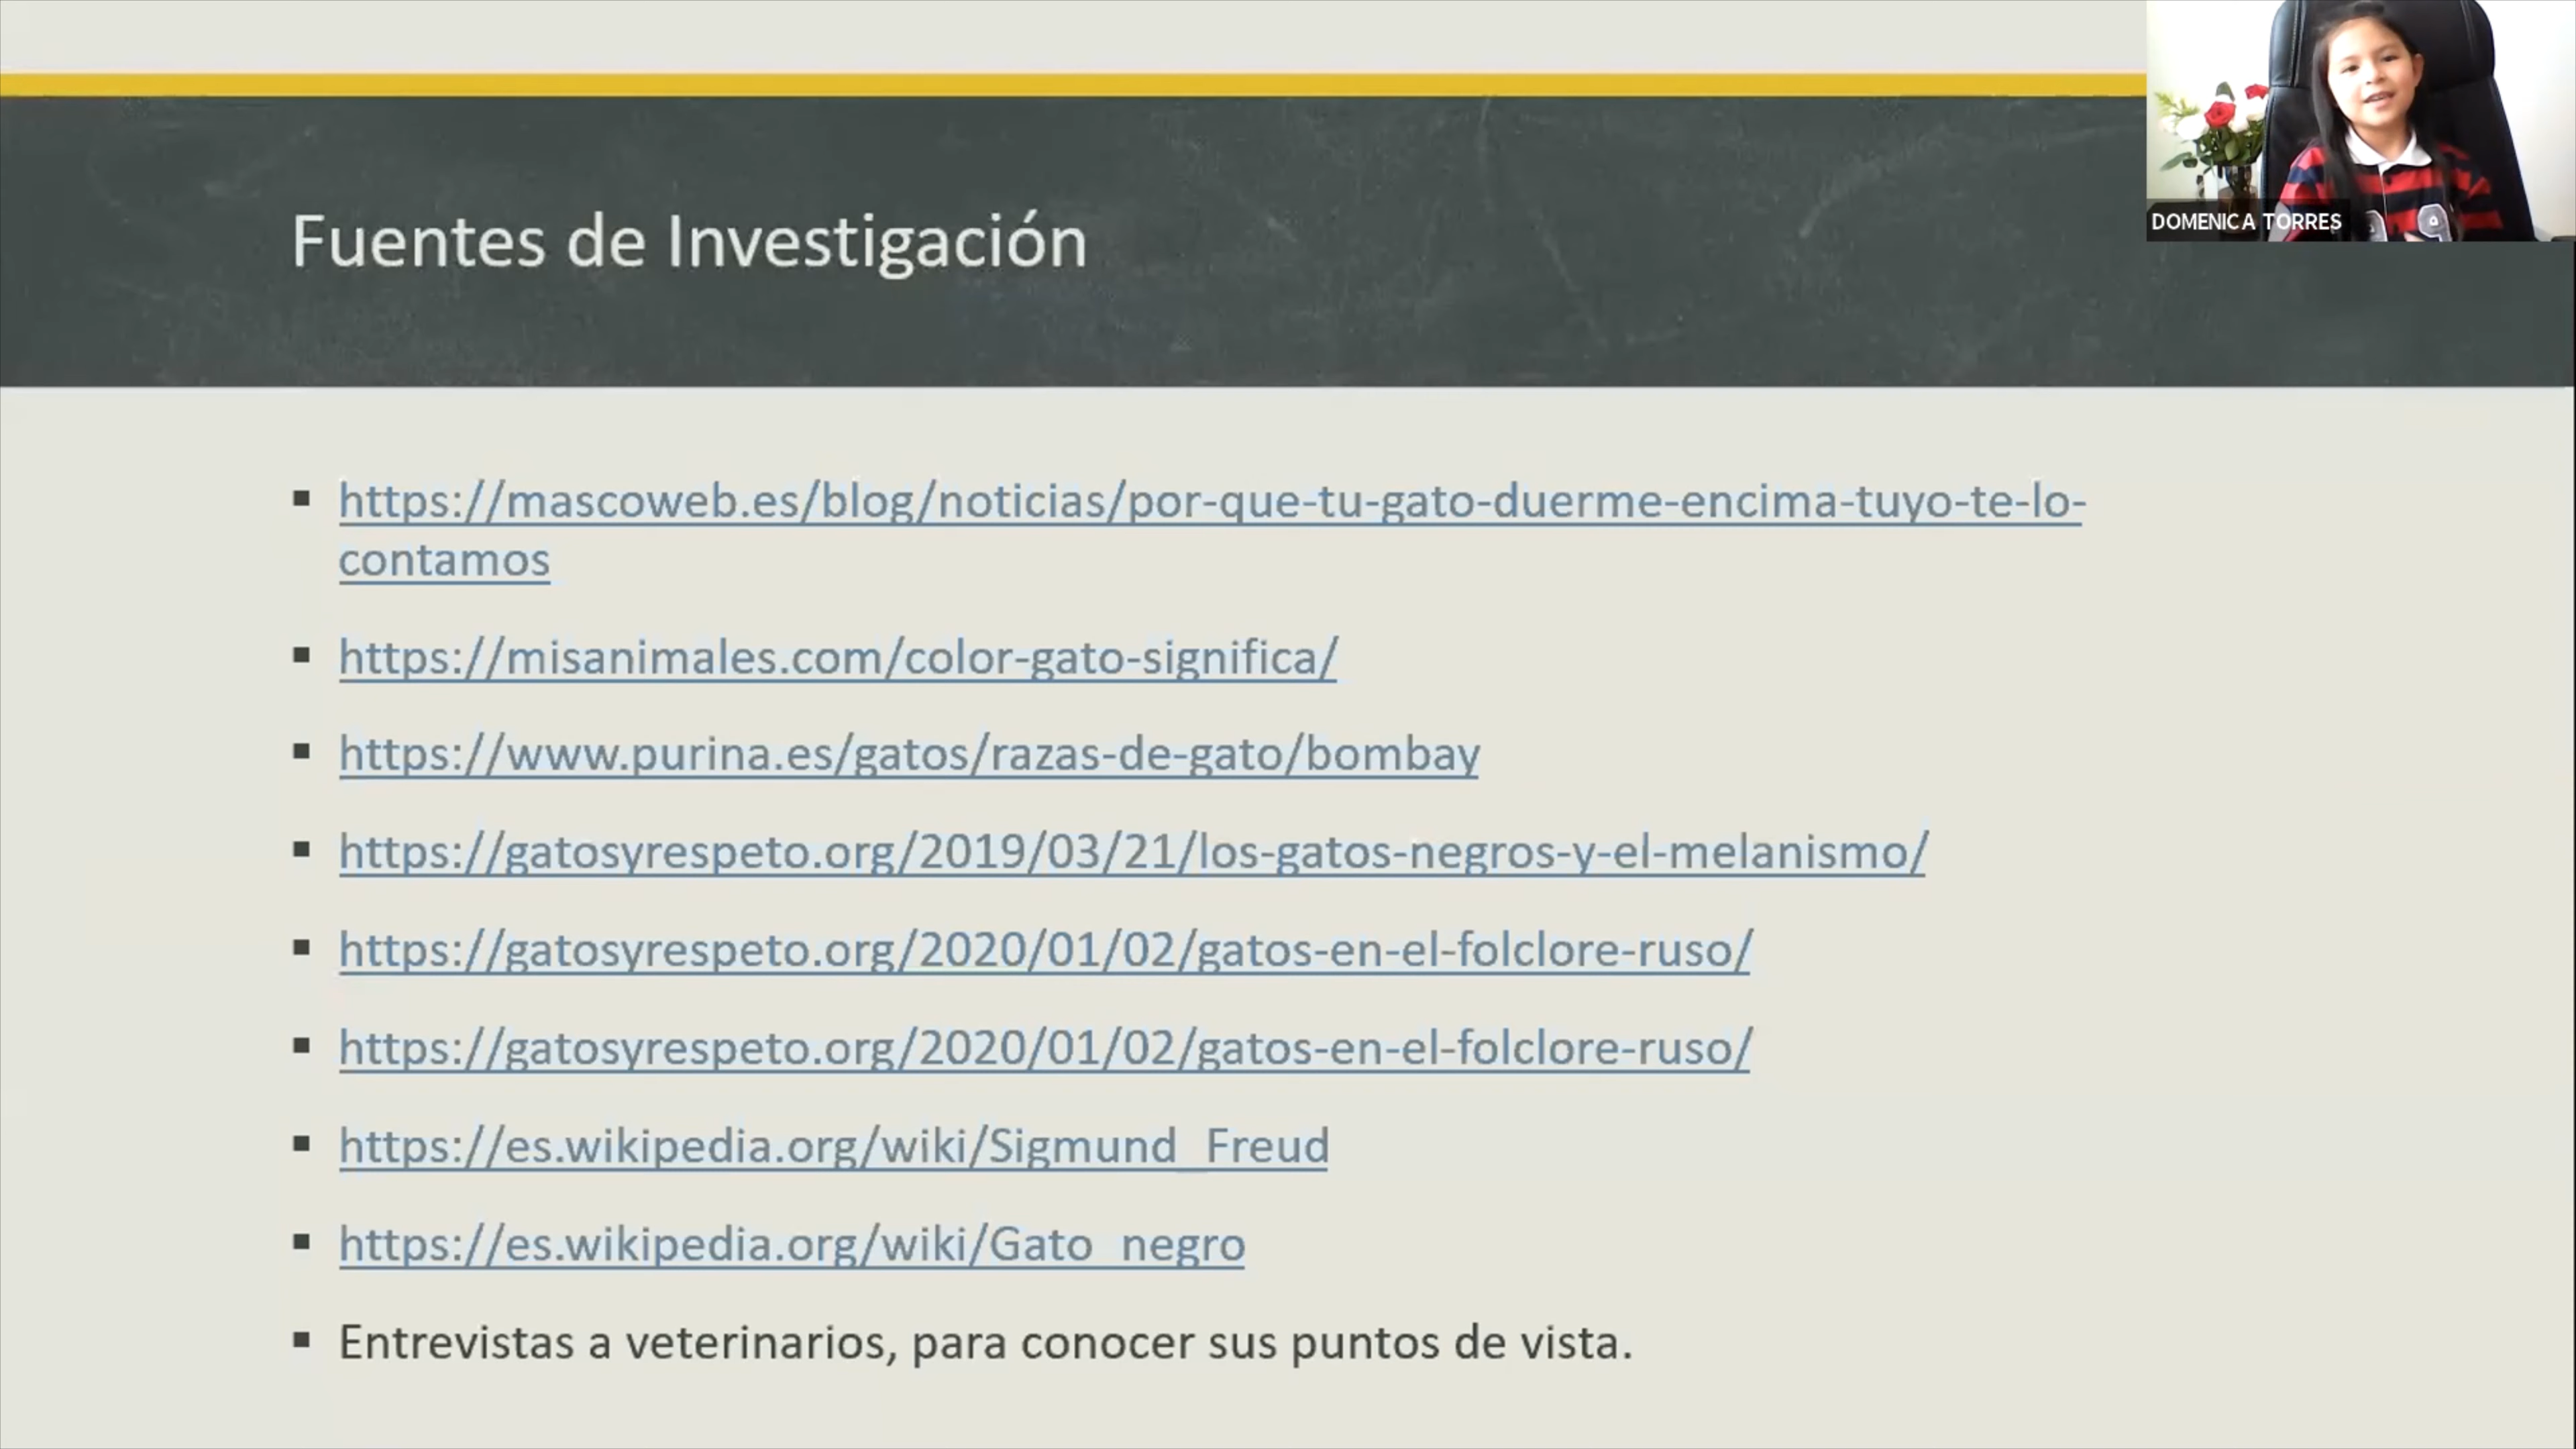 DOMENICA TORRES
Fuentes de Investigación
▪ https://mascoweb.es/blog/noticias/por-que-tu-gato-duerme-encima-tuyo-te-lo-
contamos
▪ https://misanimales.com/color-gato-significa/
▪ https://www.purina.es/gatos/razas-de-gato/bombay
▪ https://gatosyrespeto.org/2019/03/21/los-gatos-negros-y-el-melanismo/
▪ https://gatosyrespeto.org/2020/01/02/gatos-en-el-folclore-ruso/
▪ https://gatosyrespeto.org/2020/01/02/gatos-en-el-folclore-ruso/
▪ https://es.wikipedia.org/wiki/Sigmund_Freud
▪ https://es.wikipedia.org/wiki/Gato_negro
▪ Entrevistas a veterinarios, para conocer sus puntos de vista.